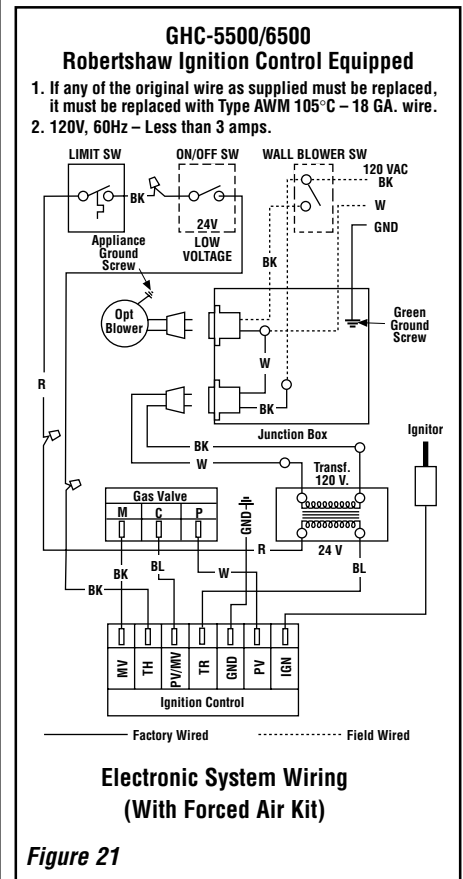 GHC-5500/6500
Robertshaw Ignition Control Equipped
1. If any of the original wire as supplied must be replaced,
it must be replaced with Type AWM 105°C – 18 GA. wire.
2. 120V, 60Hz – Less than 3 amps.
LIMIT SW
ON/OFF SW
WALL BLOWER SW
120 VAC
BK
BK
W
24V
GND
LOW
VOLTAGE
Appliance
Ground
Screw
BK
Opt
Blower
Green
Ground
Screw
W
R
BK
Junction Box
Ignitor
BK
W
Transf.
120 V.
Gas Valve
M C P
GND
R
24 V
BK
BL
W
BL
BK
MV
TH
PV/MV
TR
GND
PV
IGN
Ignition Control
Factory Wired
Field Wired
Electronic System Wiring
(With Forced Air Kit)
Figure 21